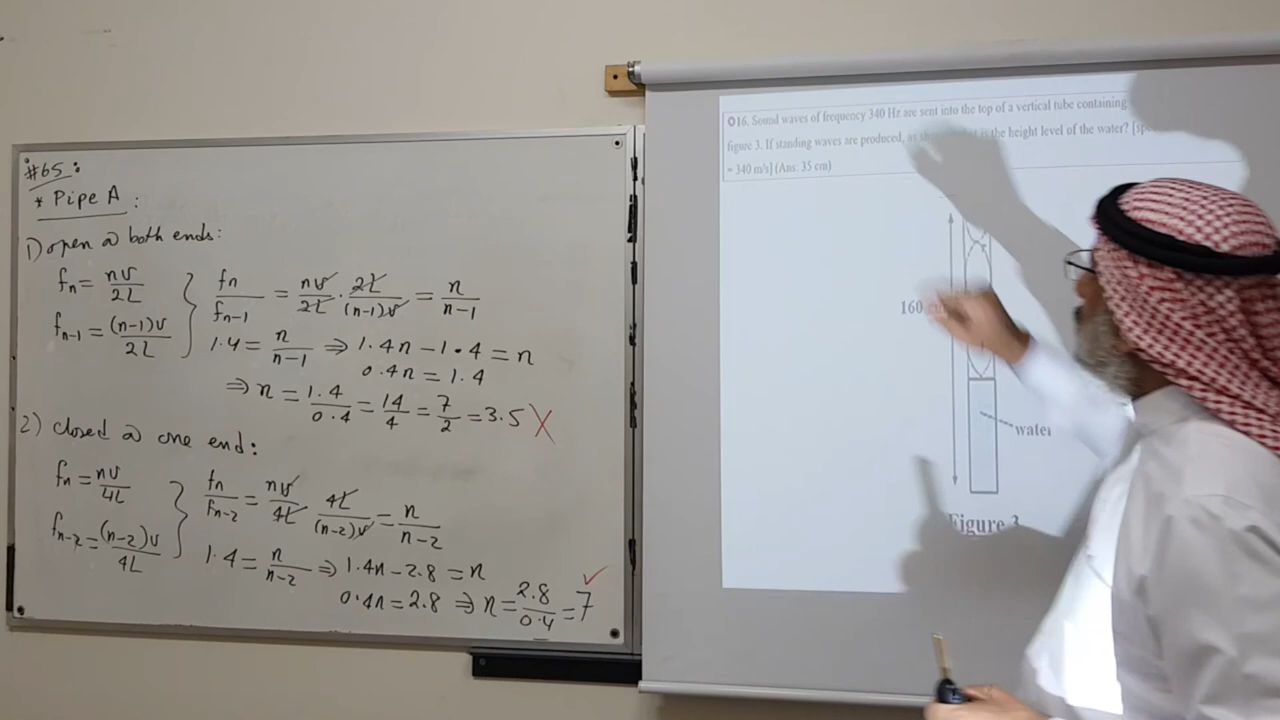 #65:
* Pipe A:
1) open @ both ends:
fn = nv/2L
fn-1 = (n-1)v/2L
fn/fn-1 = nv/2L . 2L/(n-1)v = n/n-1
1.4 = n/n-1 ⇒ 1.4n - 1.4 = n
0.4n = 1.4
⇒ n = 1.4/0.4 = 14/4 = 7/2 = 3.5 X
2) closed @ one end:
fn = nv/4L
fn-2 = (n-2)v/4L
fn/fn-2 = nv/4L 4L/(n-2)v = n/n-2
1.4 = n/n-2 ⇒ 1.4n - 2.8 = n
0.4n = 2.8 ⇒ n = 2.8/0.4 = 7 ✓
Q16. Sound waves of frequency 340 Hz are sent into the top of a vertical tube containing
figure 3. If standing waves are produced, as is the height level of the water?
= 340 m/s] (Ans: 35 cm)
160
water
Figure 3